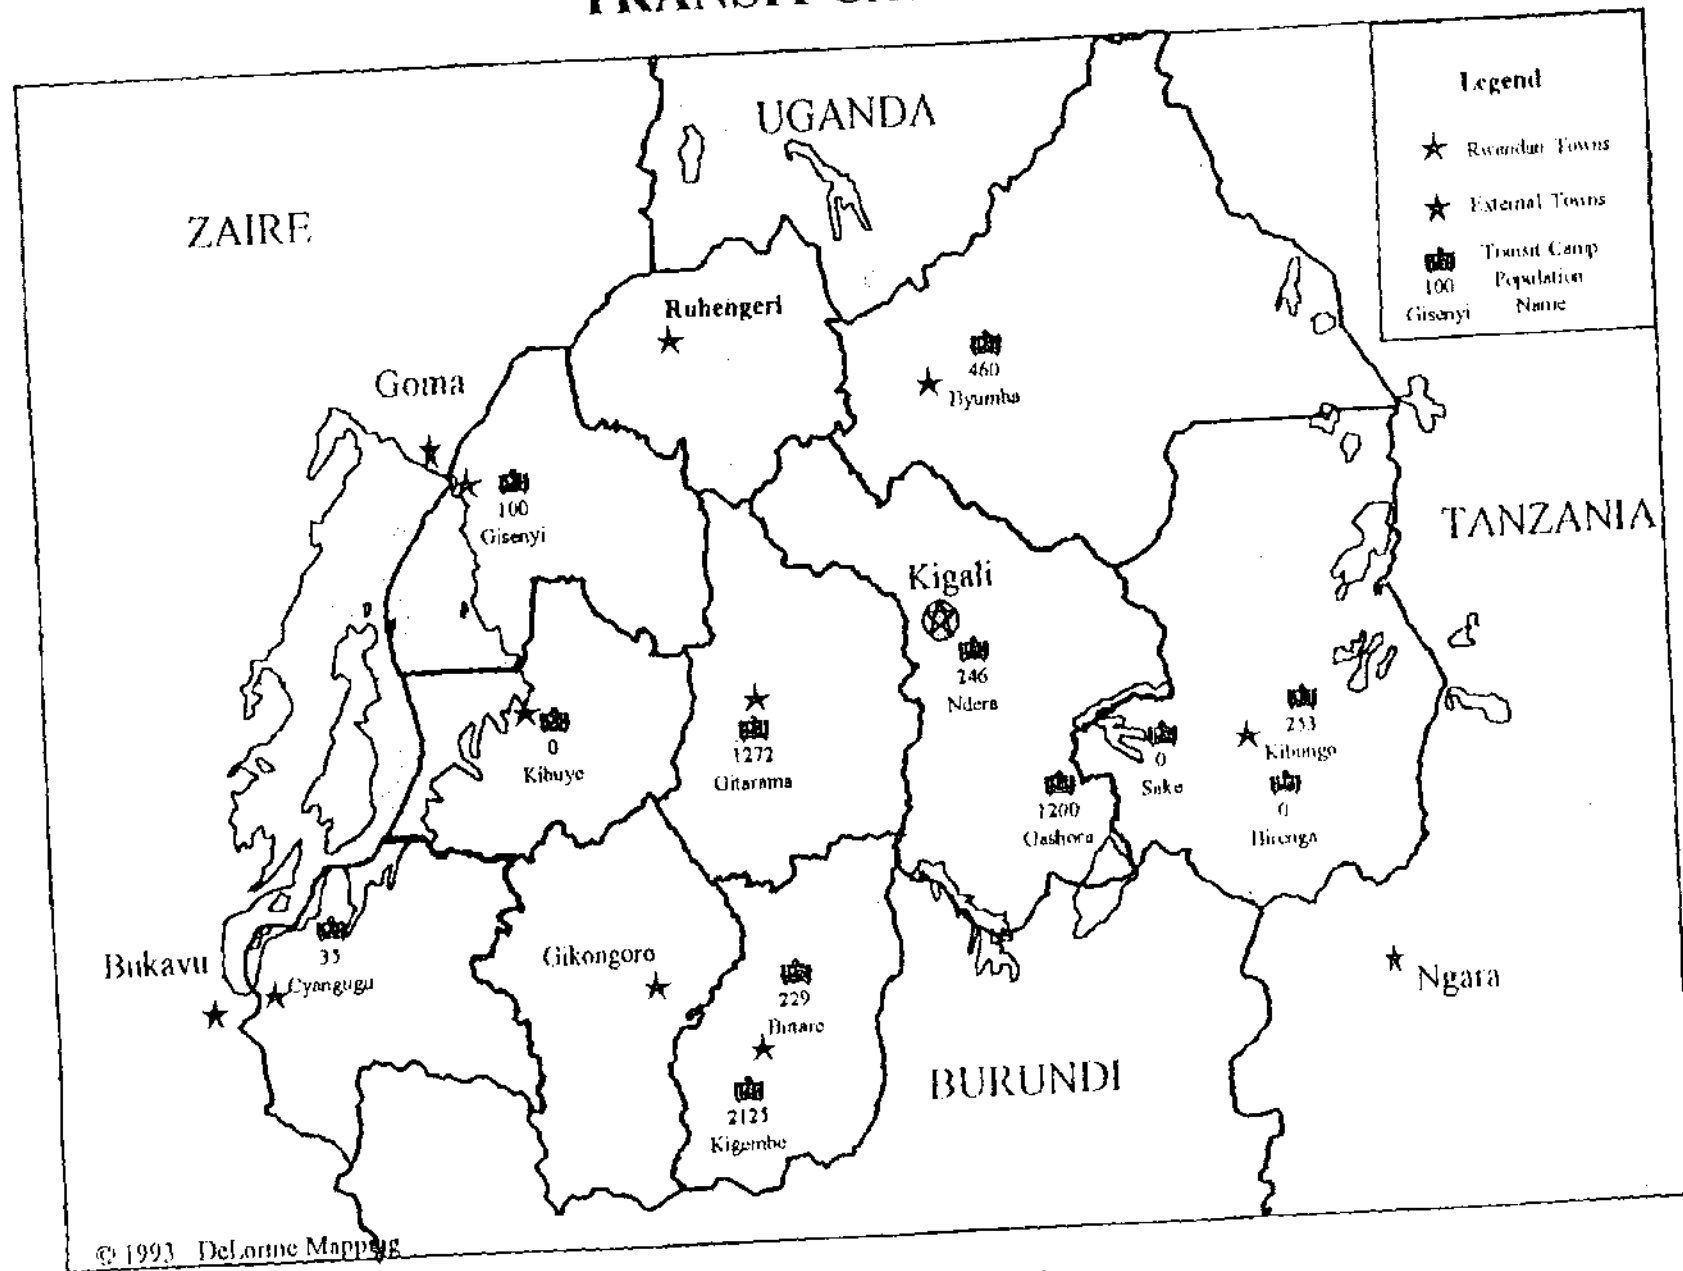 TRANSIT
UGANDA
ZAIRE
Legend
Rwandan Towns
External Towns
Transit Camp
100
Population
Gisenyi
Name
Ruhengeri
460
Byumba
Goma
100
Gisenyi
TANZANIA
Kigali
246
Ndera
0
Kibuye
1272
Gitarama
253
Kibungo
0
Sake
1200
Gashora
0
Birenga
35
Cyangugu
Bukavu
Gikongoro
229
Butare
Ngara
BURUNDI
2125
Kigembe
© 1993 DeLorme Mapping